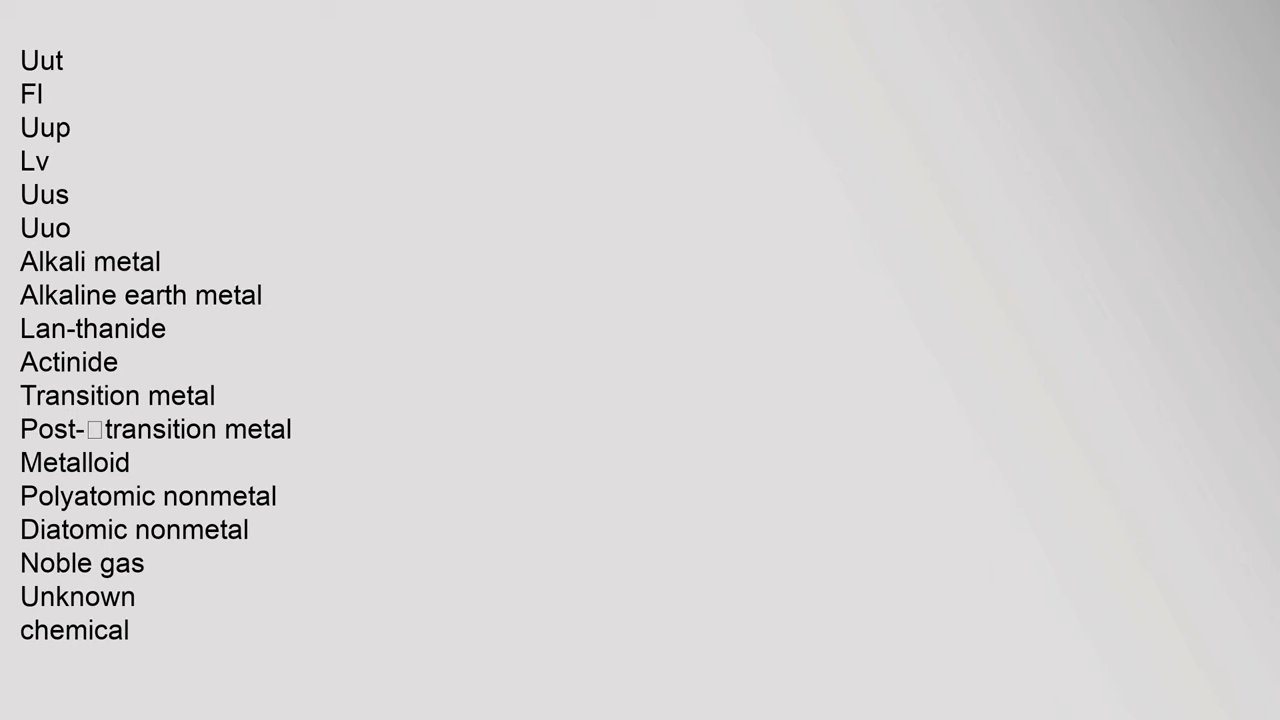 Uut
Fl
Uup
Lv
Uus
Uuo
Alkali metal
Alkaline earth metal
Lan-thanide
Actinide
Transition metal
Post-□transition metal
Metalloid
Polyatomic nonmetal
Diatomic nonmetal
Noble gas
Unknown
chemical